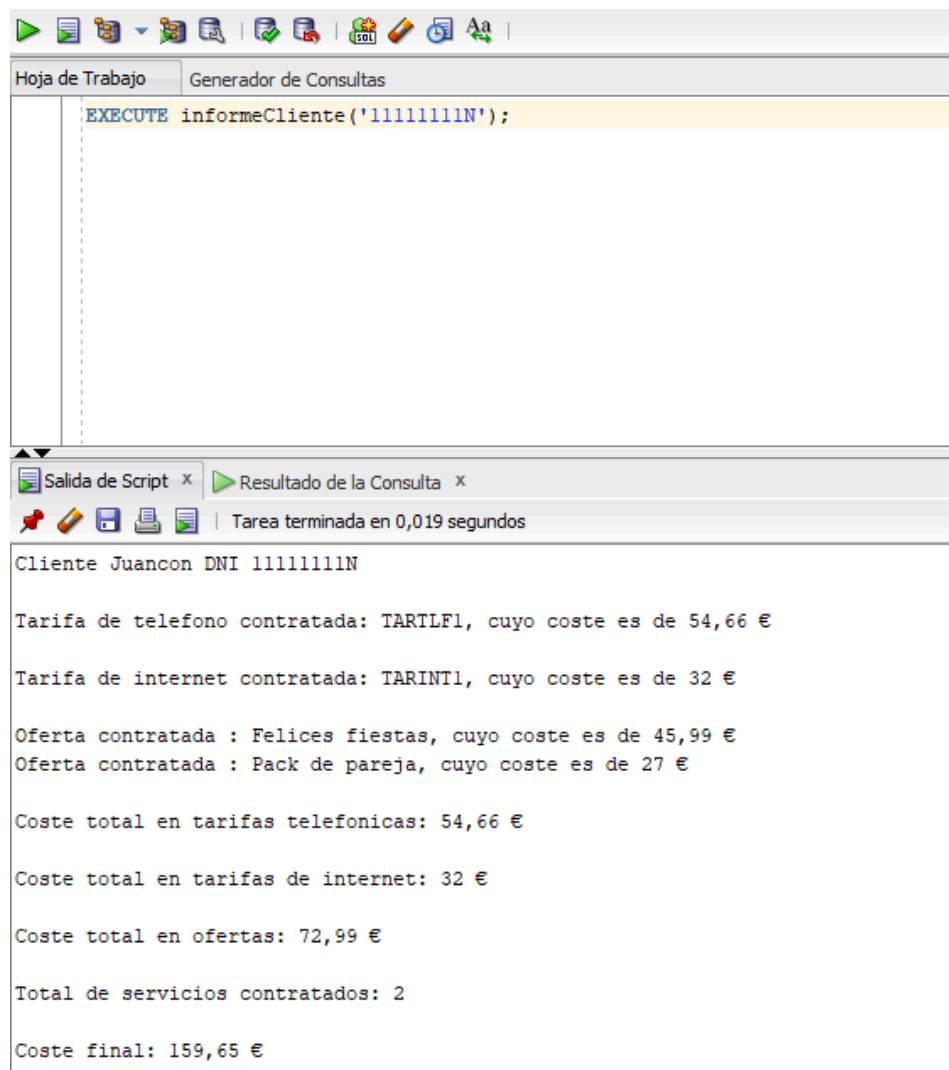 Hoja de Trabajo
Generador de Consultas
EXECUTE informeCliente('11111111N');
Salida de Script x
Resultado de la Consulta x
Tarea terminada en 0,019 segundos
Cliente Juancon DNI 11111111N
Tarifa de telefono contratada: TARTLF1, cuyo coste es de 54,66 €
Tarifa de internet contratada: TARINT1, cuyo coste es de 32 €
Oferta contratada : Felices fiestas, cuyo coste es de 45,99 €
Oferta contratada : Pack de pareja, cuyo coste es de 27 €
Coste total en tarifas telefonicas: 54,66 €
Coste total en tarifas de internet: 32 €
Coste total en ofertas: 72,99 €
Total de servicios contratados: 2
Coste final: 159,65 €